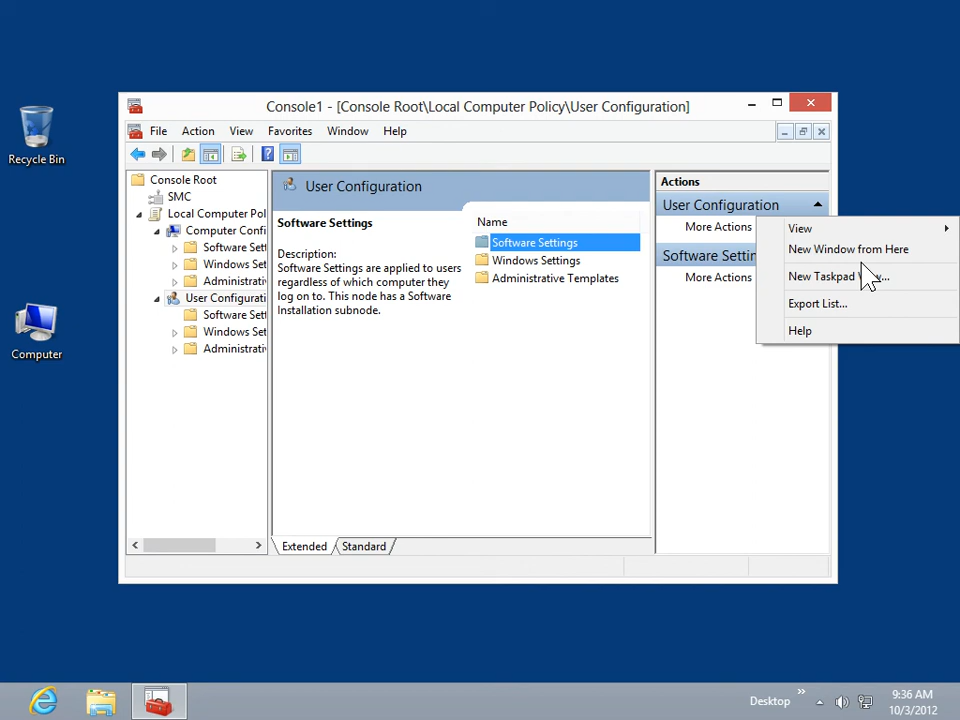 Recycle Bin
Computer
Console1 - [Console Root\Local Computer Policy\User Configuration]
File Action View Favorites Window Help
Console Root
SMC
Local Computer Pol
Computer Confi
Software Sett
Windows Set
Administrativ
User Configurati
Software Sett
Windows Set
Administrativ
User Configuration
Software Settings
Description:
Software Settings are applied to users
regardless of which computer they
log on to. This node has a Software
Installation subnode.
Name
Software Settings
Windows Settings
Administrative Templates
Extended Standard
Actions
User Configuration
More Actions
Software Settin
More Actions
View
New Window from Here
New Taskpad
Export List...
Help
Desktop
9:36 AM
10/3/2012